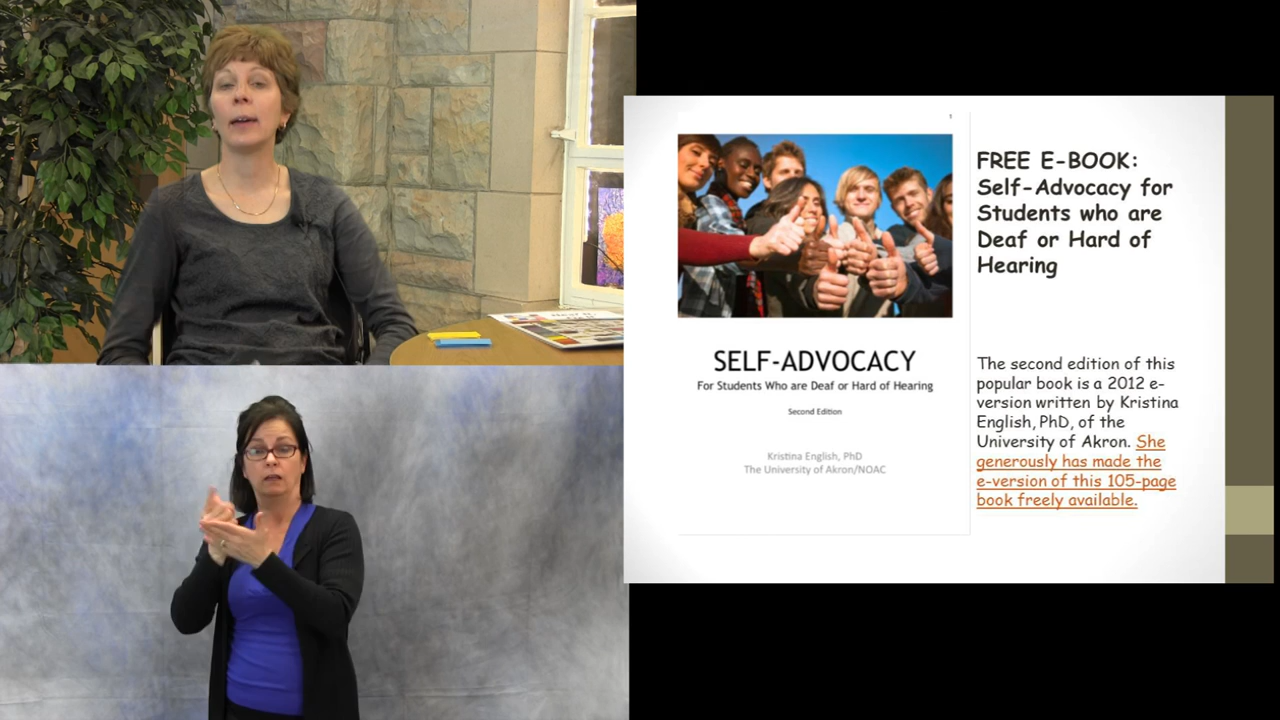 1
SELF-ADVOCACY
For Students Who are Deaf or Hard of Hearing
Second Edition
Kristina English, PhD
The University of Akron/NOAC
FREE E-BOOK:
Self-Advocacy for
Students who are
Deaf or Hard of
Hearing
The second edition of this
popular book is a 2012 e-
version written by Kristina
English, PhD, of the
University of Akron. She
generously has made the
e-version of this 105-page
book freely available.